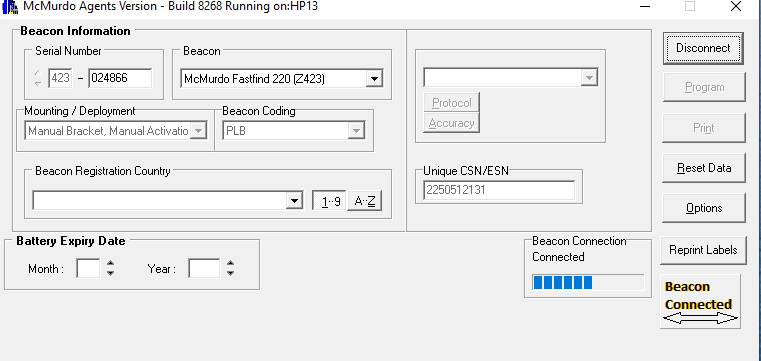 McMurdo Agents Version - Build 8268 Running on:HP13
Beacon Information
Serial Number
423 - 024866
Beacon
McMurdo Fastfind 220 (Z423)
Mounting / Deployment
Manual Bracket, Manual Activatio
Beacon Coding
PLB
Protocol
Accuracy
Beacon Registration Country
1··9
A··Z
Unique CSN/ESN
2250512131
Battery Expiry Date
Month :
Year :
Beacon Connection
Connected
Disconnect
Program
Print
Reset Data
Options
Reprint Labels
Beacon
Connected